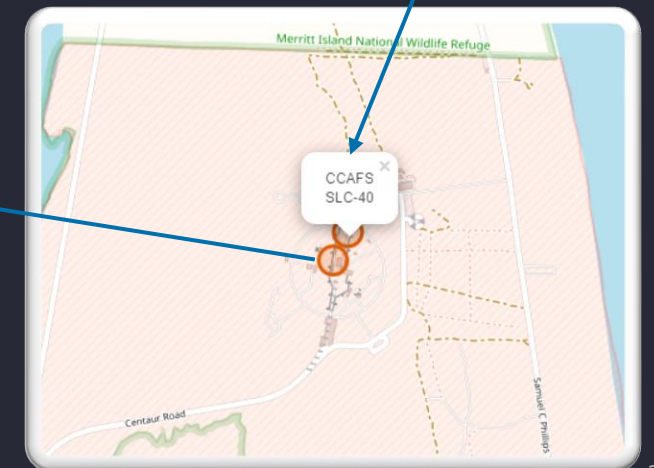 Merritt Island National Wildlife Refuge
×
CCAFS
SLC-40
Centaur Road
Samuel C Phillips